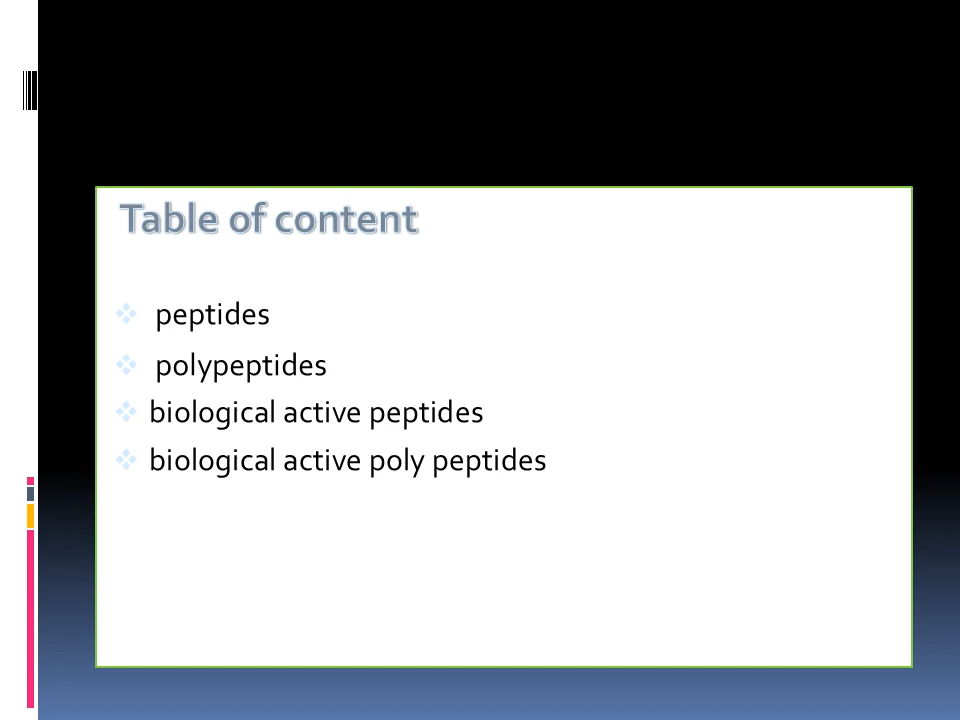 Table of content
❖ peptides
❖ polypeptides
❖ biological active peptides
❖ biological active poly peptides